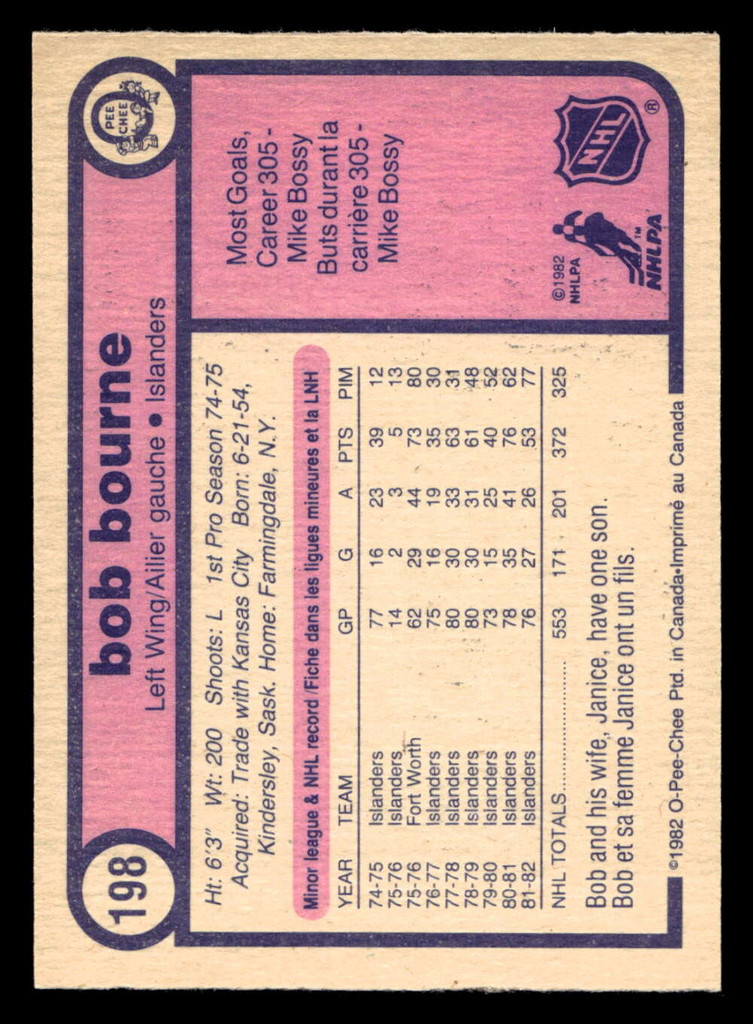 198
bob bourne
Left Wing/Ailier gauche • Islanders
O
PEE
CHEE
Ht: 6'3" Wt: 200 Shoots: L 1st Pro Season 74-75
Acquired: Trade with Kansas City Born: 6-21-54,
Kindersley, Sask. Home: Farmingdale, N.Y.
Minor league & NHL record/Fiche dans les ligues mineures et la LNH
YEAR TEAM GP G A PTS PIM
74-75 Islanders 77 16 23 39 12
75-76 Islanders 14 2 3 5 13
75-76 Fort Worth 62 29 44 73 80
76-77 Islanders 75 16 19 35 30
77-78 Islanders 80 30 33 63 31
78-79 Islanders 80 30 31 61 48
79-80 Islanders 73 15 25 40 52
80-81 Islanders 78 35 41 76 62
81-82 Islanders 76 27 26 53 77
NHL TOTALS.................. 553 171 201 372 325
Bob and his wife, Janice, have one son.
Bob et sa femme Janice ont un fils.
Most Goals,
Career 305 -
Mike Bossy
Buts durant la
carrière 305 -
Mike Bossy
©1982
NHLPA
TM
NHLPA
NHL
®
©1982 O-Pee-Chee Ptd. in Canada•Imprimé au Canada